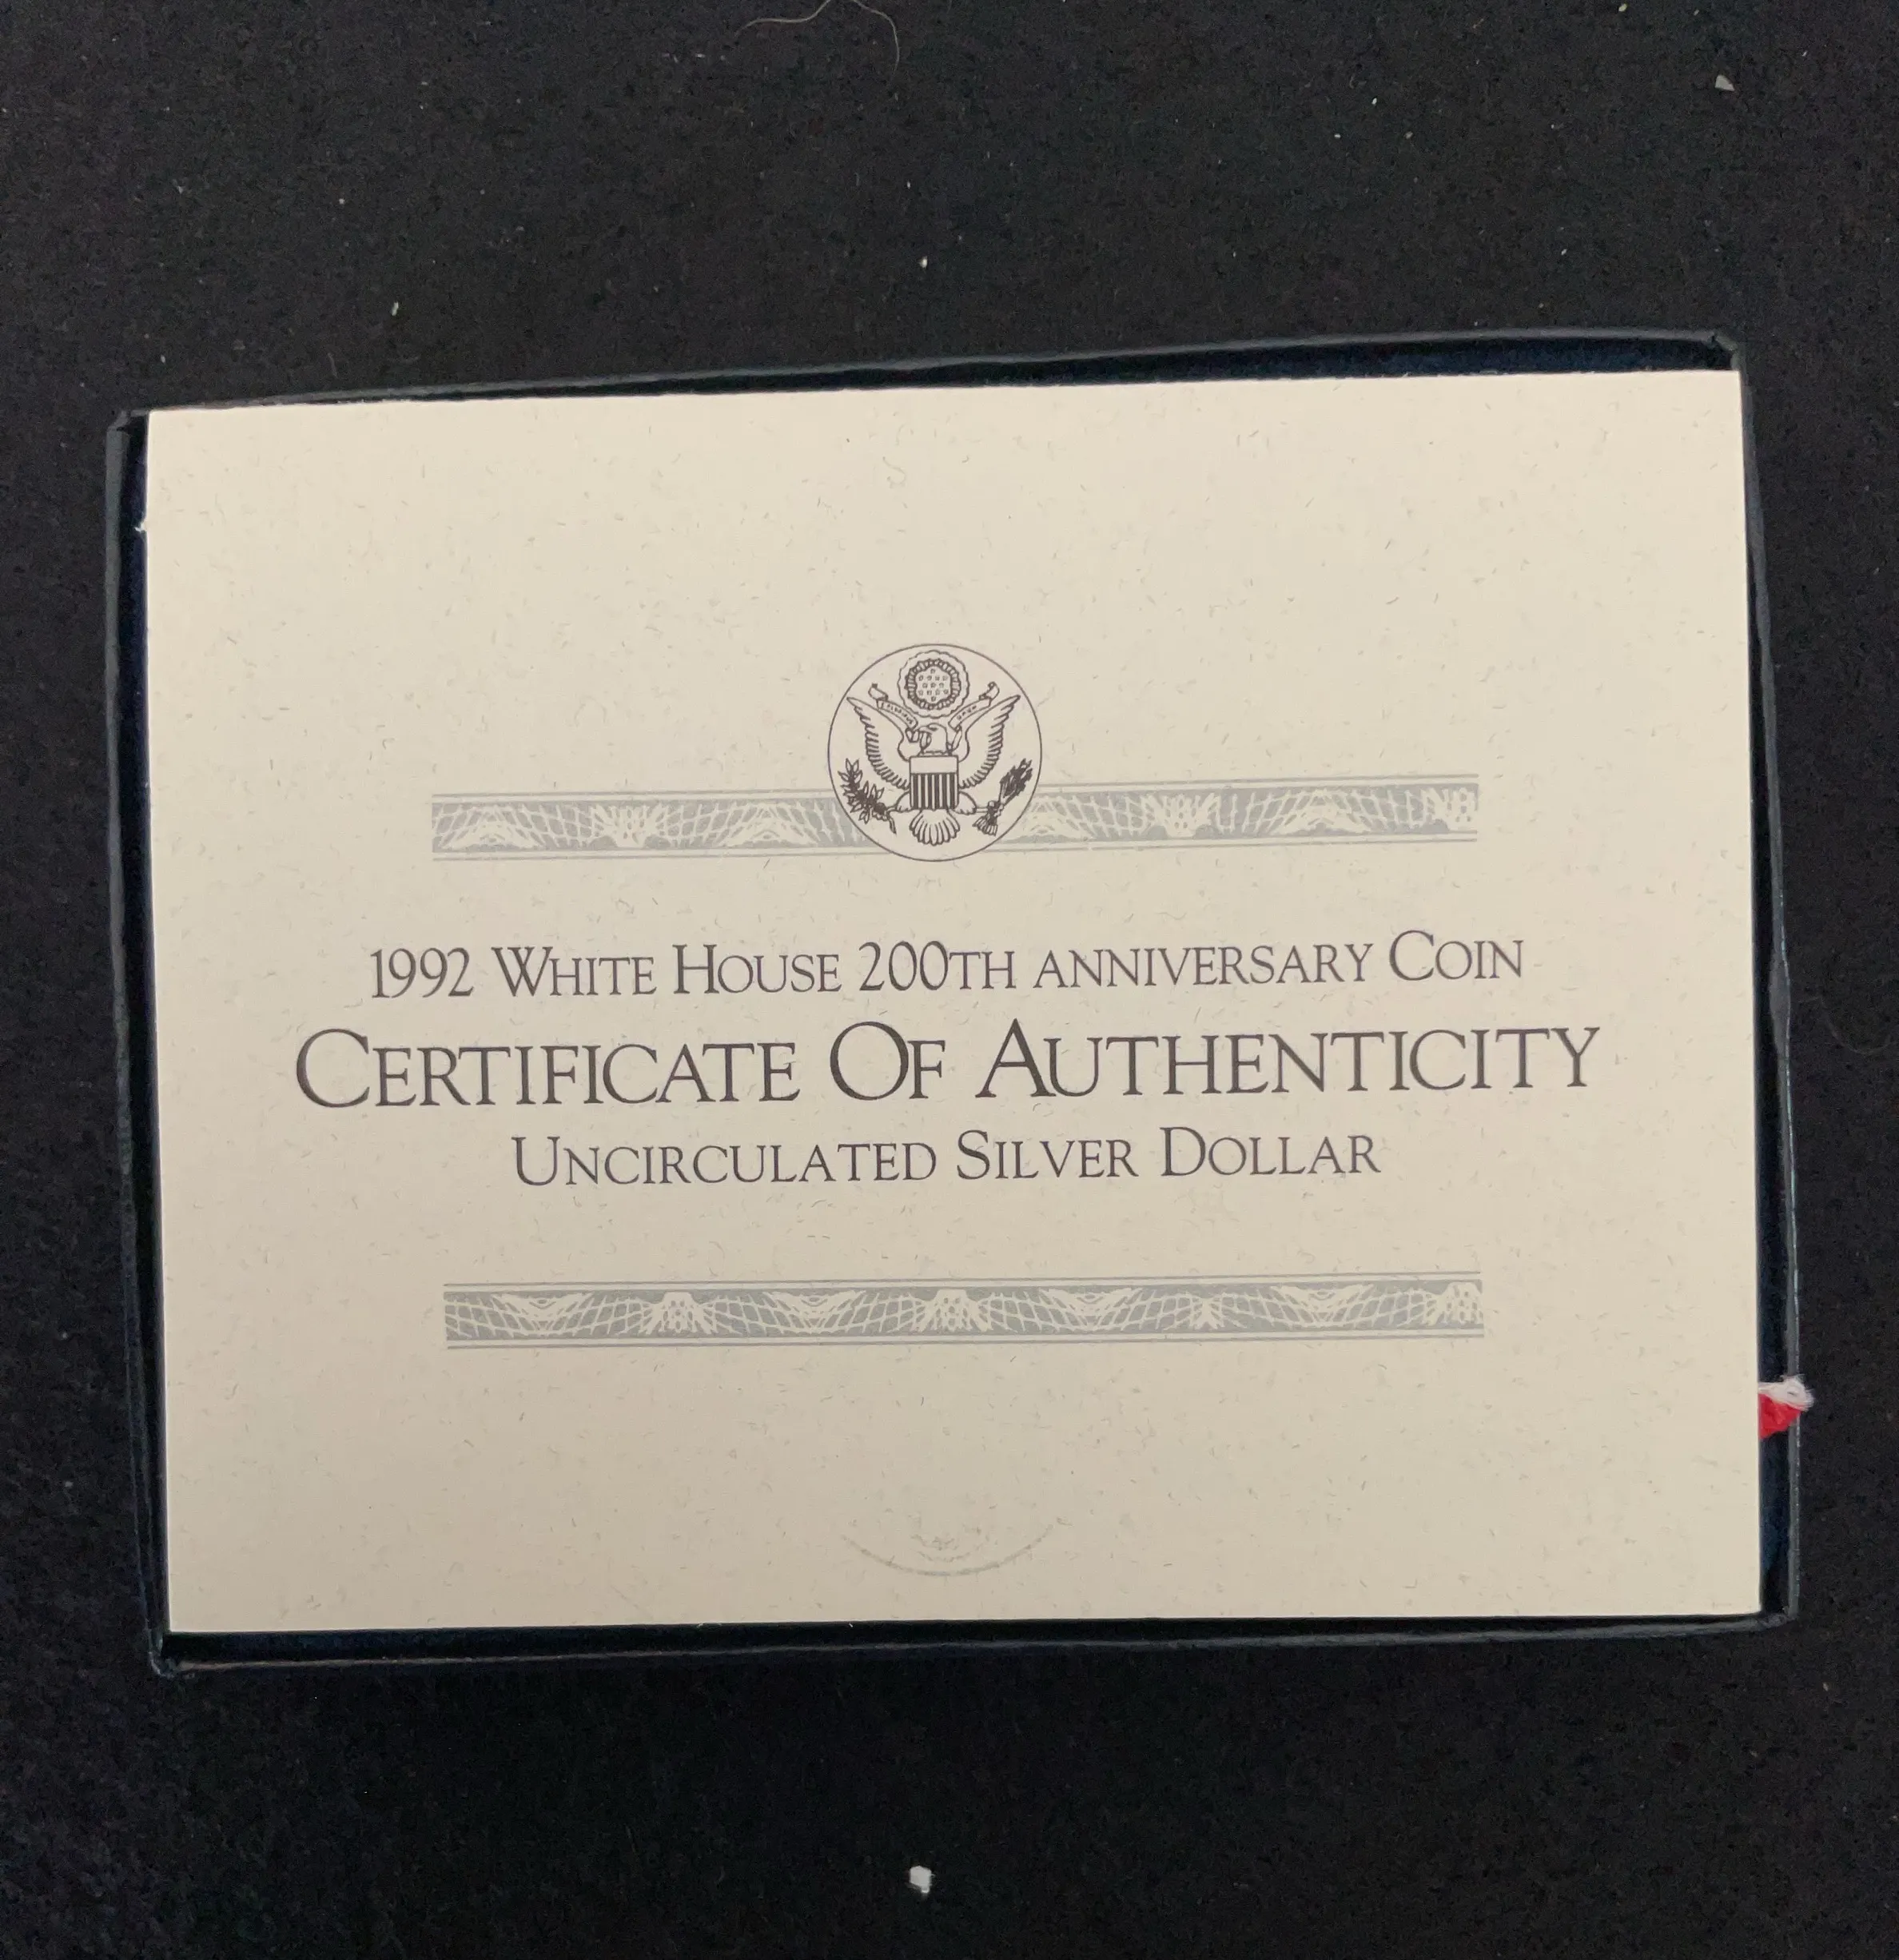 1992 WHITE HOUSE 200TH ANNIVERSARY COIN
CERTIFICATE OF AUTHENTICITY
UNCIRCULATED SILVER DOLLAR